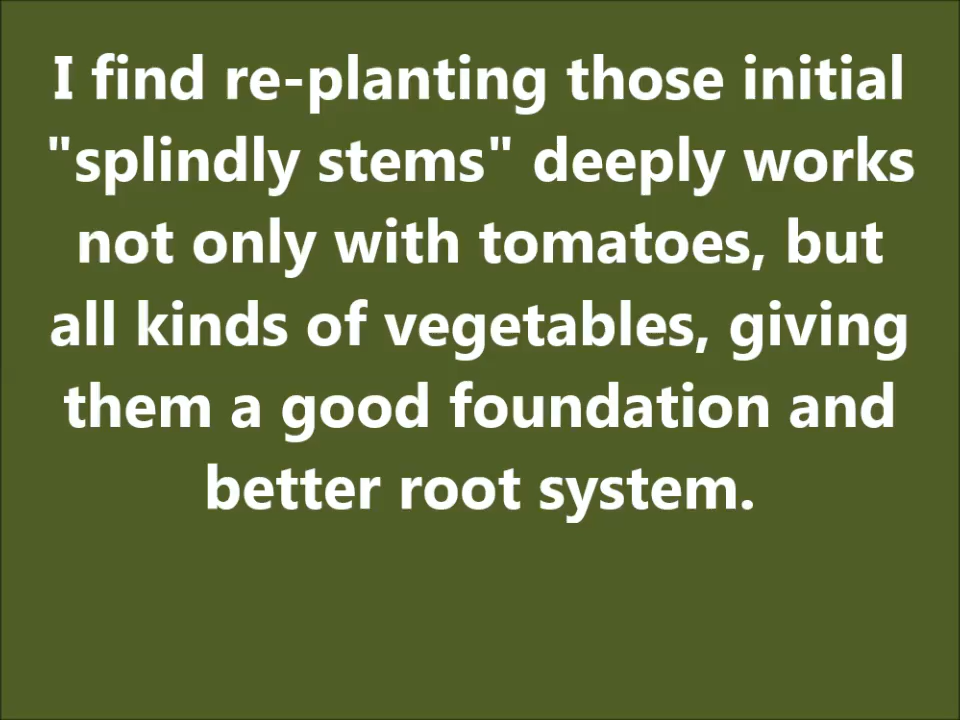 I find re-planting those initial
"splindly stems" deeply works
not only with tomatoes, but
all kinds of vegetables, giving
them a good foundation and
better root system.